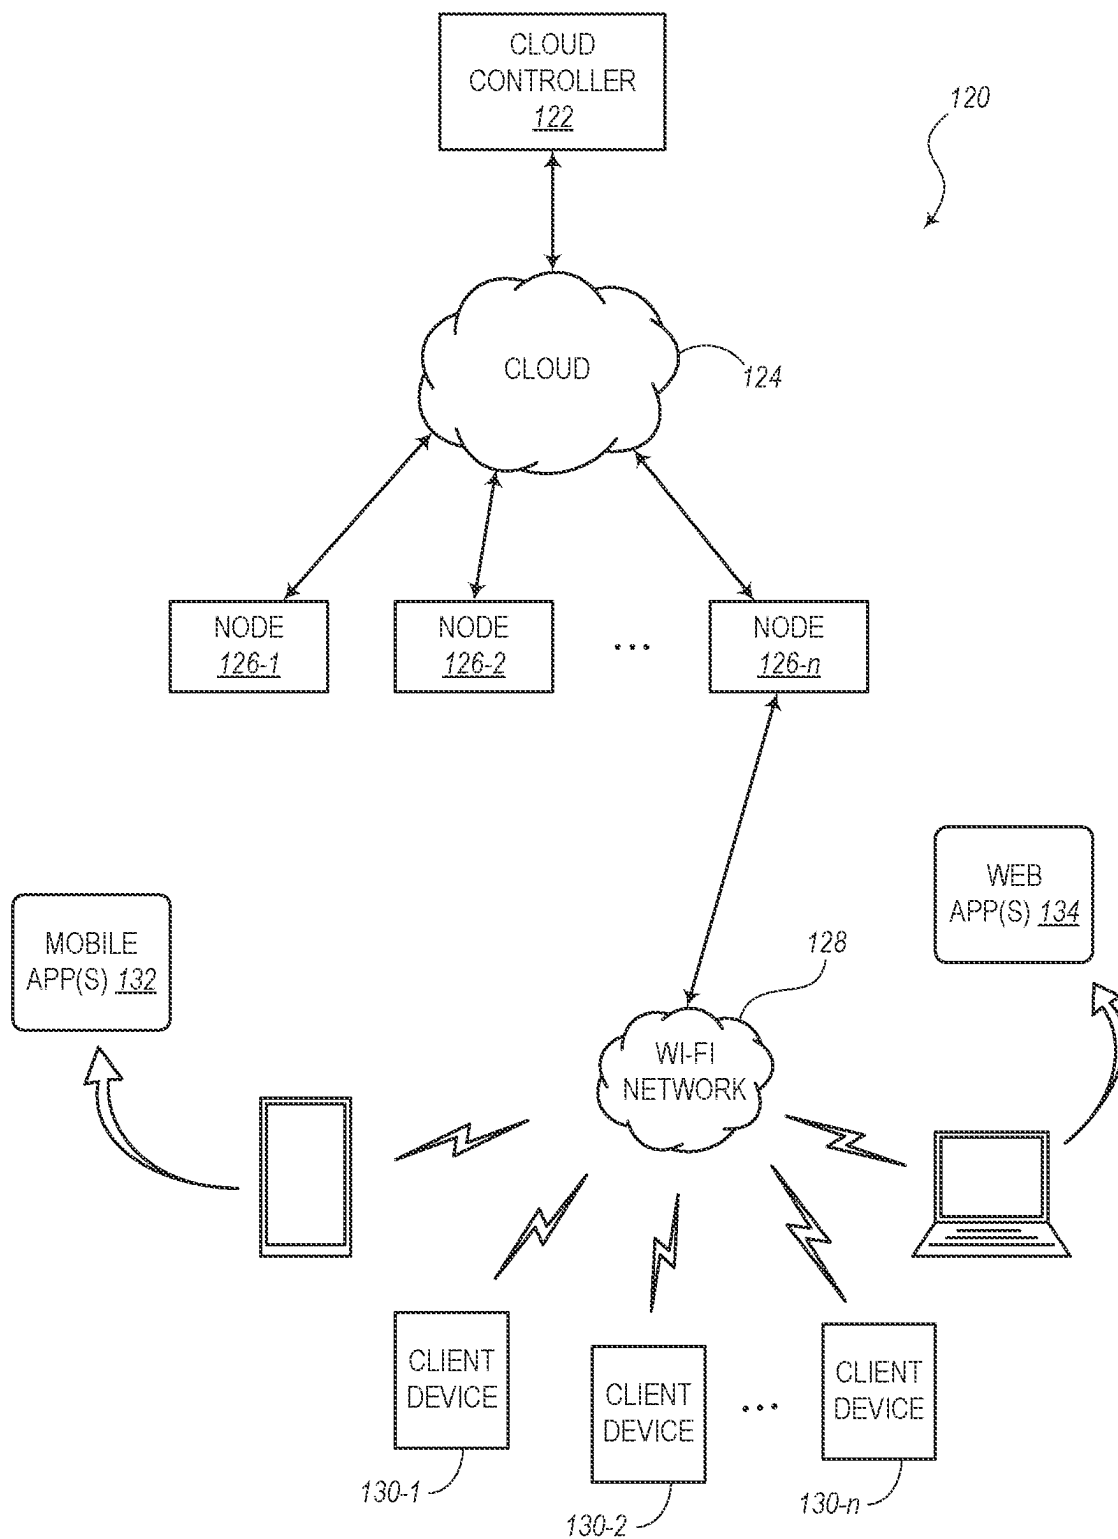 CLOUD
CONTROLLER
122
120
CLOUD
124
NODE
126-1
NODE
126-2
...
NODE
126-n
WEB
APP(S) 134
MOBILE
APP(S) 132
128
WI-FI
NETWORK
CLIENT
DEVICE
CLIENT
DEVICE
...
CLIENT
DEVICE
130-1
130-2
130-n